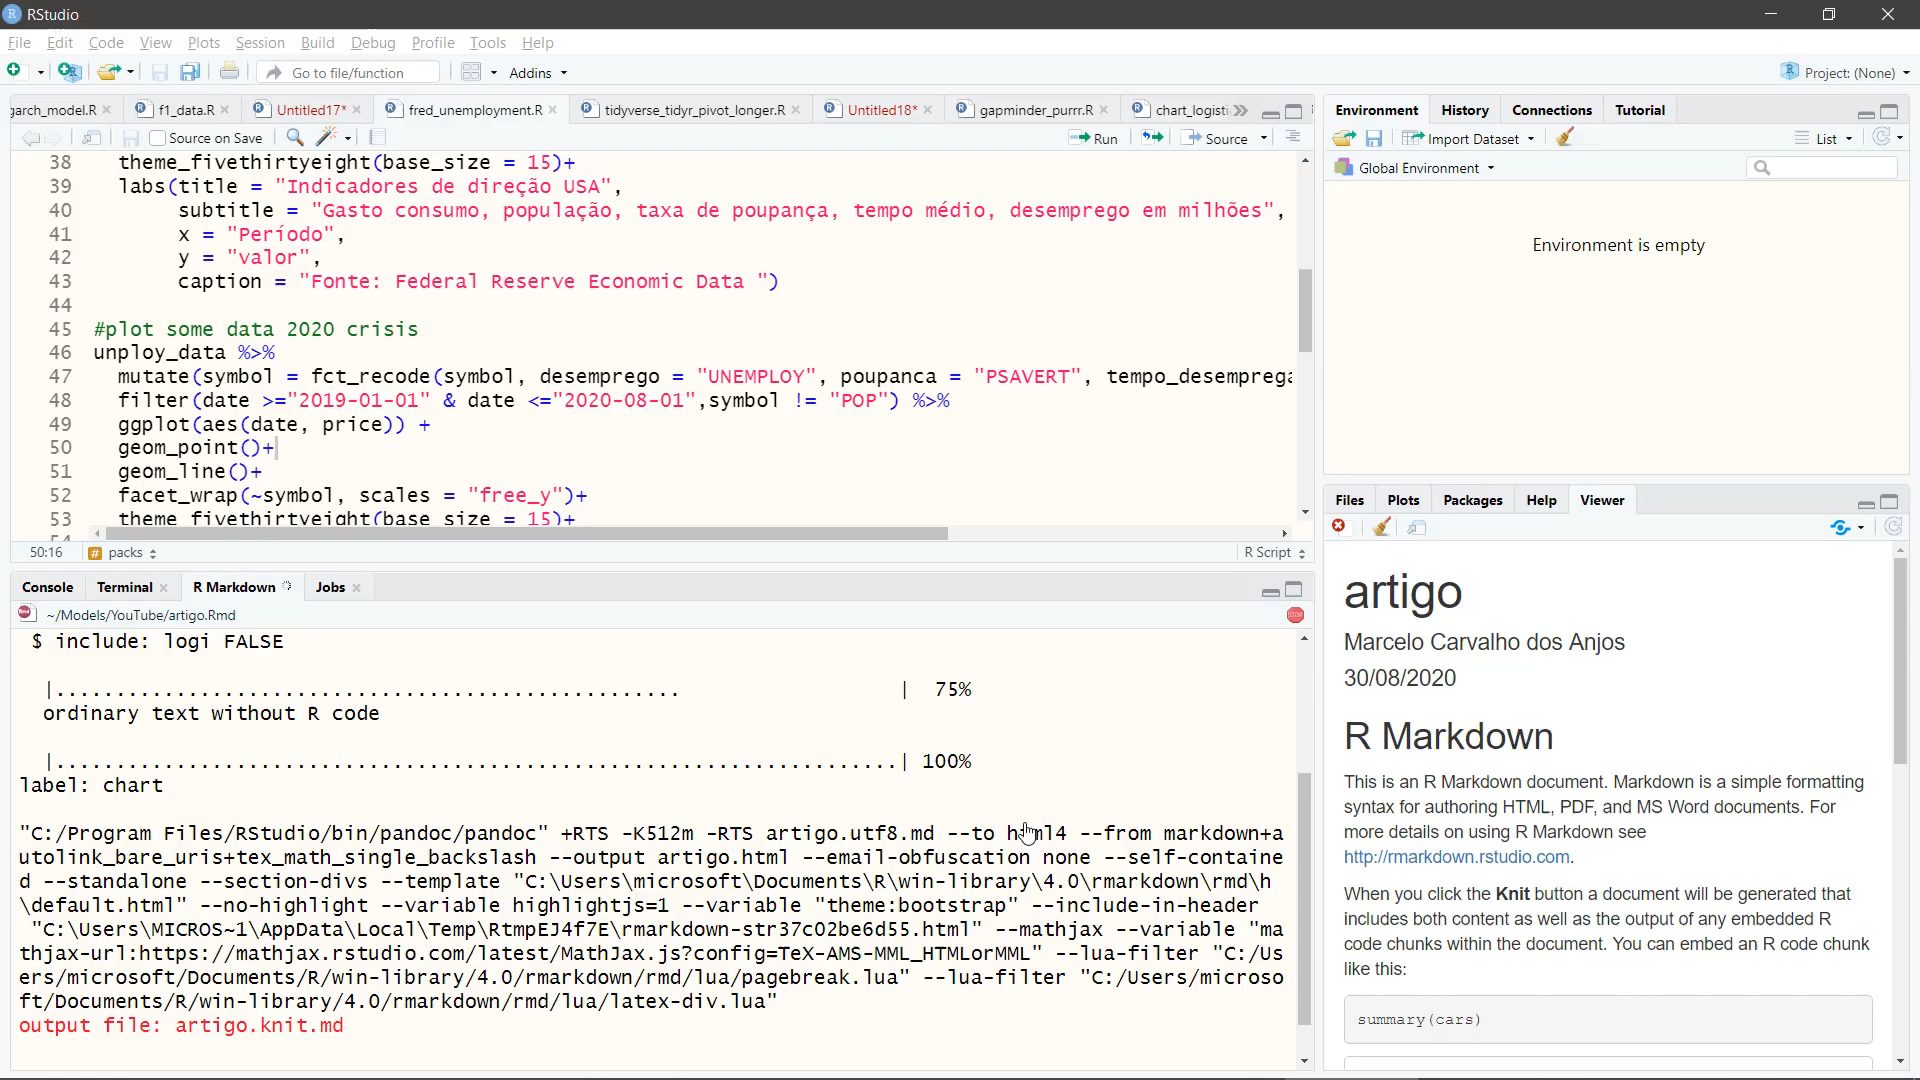 RStudio
File Edit Code View Plots Session Build Debug Profile Tools Help
Go to file/function Addins Project: (None)
garch_model.R f1_data.R Untitled17* fred_unemployment.R tidyverse_tidyr_pivot_longer.R Untitled18* gapminder_purrr.R chart_logisti
Source on Save Run Source
38 theme_fivethirtyeight(base_size = 15)+
39 labs(title = "Indicadores de direção USA",
40 subtitle = "Gasto consumo, população, taxa de poupança, tempo médio, desemprego em milhões",
41 x = "Período",
42 y = "valor",
43 caption = "Fonte: Federal Reserve Economic Data ")
44
45 #plot some data 2020 crisis
46 unploy_data %>%
47 mutate(symbol = fct_recode(symbol, desemprego = "UNEMPLOY", poupanca = "PSAVERT", tempo_desemprega
48 filter(date >="2019-01-01" & date <="2020-08-01",symbol != "POP") %>%
49 ggplot(aes(date, price)) +
50 geom_point()+
51 geom_line()+
52 facet_wrap(~symbol, scales = "free_y")+
53 theme_fivethirtyeight(base_size = 15)+
54
50:16 packs R Script
Console Terminal R Markdown Jobs
~/Models/YouTube/artigo.Rmd
$ include: logi FALSE
|.................................................... | 75%
ordinary text without R code
|......................................................................| 100%
label: chart
"C:/Program Files/RStudio/bin/pandoc/pandoc" +RTS -K512m -RTS artigo.utf8.md --to html4 --from markdown+a
utolink_bare_uris+tex_math_single_backslash --output artigo.html --email-obfuscation none --self-containe
d --standalone --section-divs --template "C:\Users\microsoft\Documents\R\win-library\4.0\rmarkdown\rmd\h
\default.html" --no-highlight --variable highlightjs=1 --variable "theme:bootstrap" --include-in-header
"C:\Users\MICROS~1\AppData\Local\Temp\RtmpEJ4f7E\rmarkdown-str37c02be6d55.html" --mathjax --variable "ma
thjax-url:https://mathjax.rstudio.com/latest/MathJax.js?config=TeX-AMS-MML_HTMLorMML" --lua-filter "C:/Us
ers/microsoft/Documents/R/win-library/4.0/rmarkdown/rmd/lua/pagebreak.lua" --lua-filter "C:/Users/microso
ft/Documents/R/win-library/4.0/rmarkdown/rmd/lua/latex-div.lua"
output file: artigo.knit.md
Environment History Connections Tutorial
Import Dataset List
Global Environment
Environment is empty
Files Plots Packages Help Viewer
artigo
Marcelo Carvalho dos Anjos
30/08/2020
R Markdown
This is an R Markdown document. Markdown is a simple formatting
syntax for authoring HTML, PDF, and MS Word documents. For
more details on using R Markdown see
http://rmarkdown.rstudio.com.
When you click the Knit button a document will be generated that
includes both content as well as the output of any embedded R
code chunks within the document. You can embed an R code chunk
like this:
summary(cars)